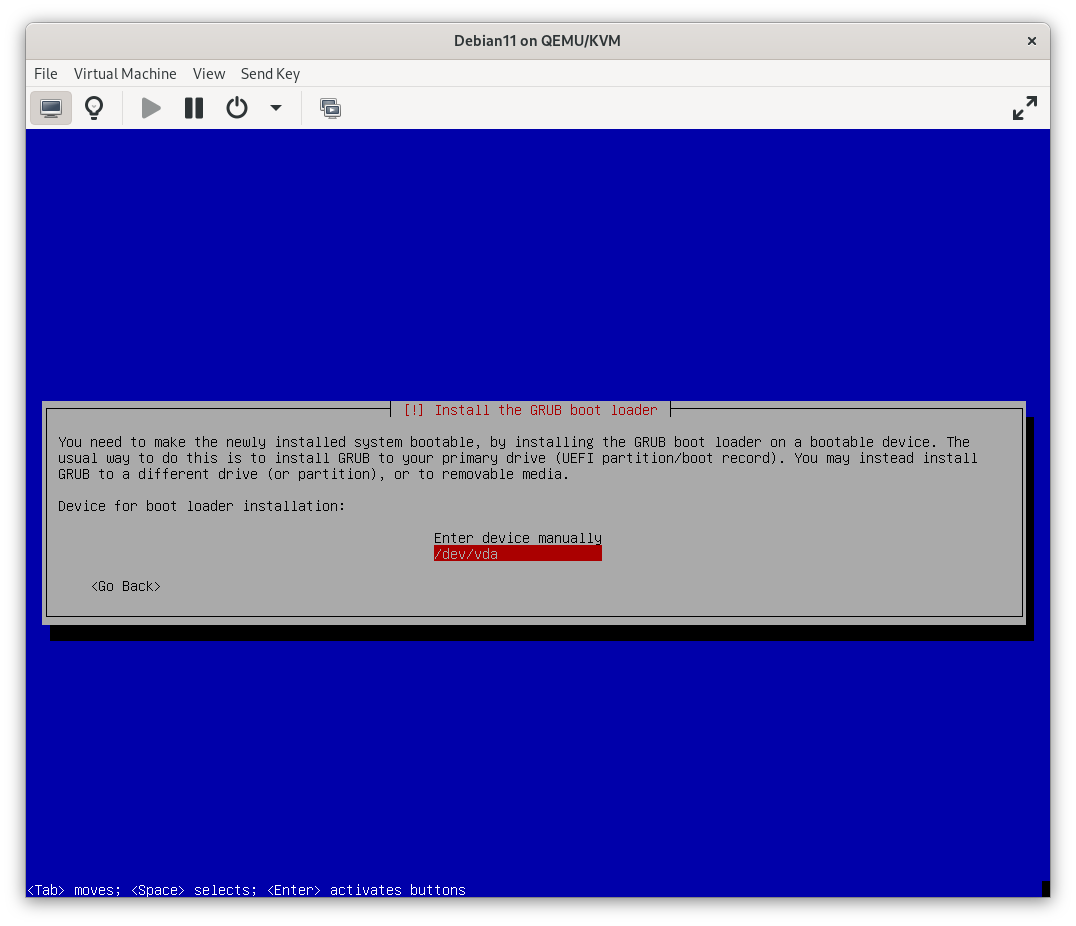 Debian11 on QEMU/KVM
File Virtual Machine View Send Key
[!] Install the GRUB boot loader
You need to make the newly installed system bootable, by installing the GRUB boot loader on a bootable device. The
usual way to do this is to install GRUB to your primary drive (UEFI partition/boot record). You may instead install
GRUB to a different drive (or partition), or to removable media.
Device for boot loader installation:
Enter device manually
/dev/vda
<Go Back>
<Tab> moves; <Space> selects; <Enter> activates buttons